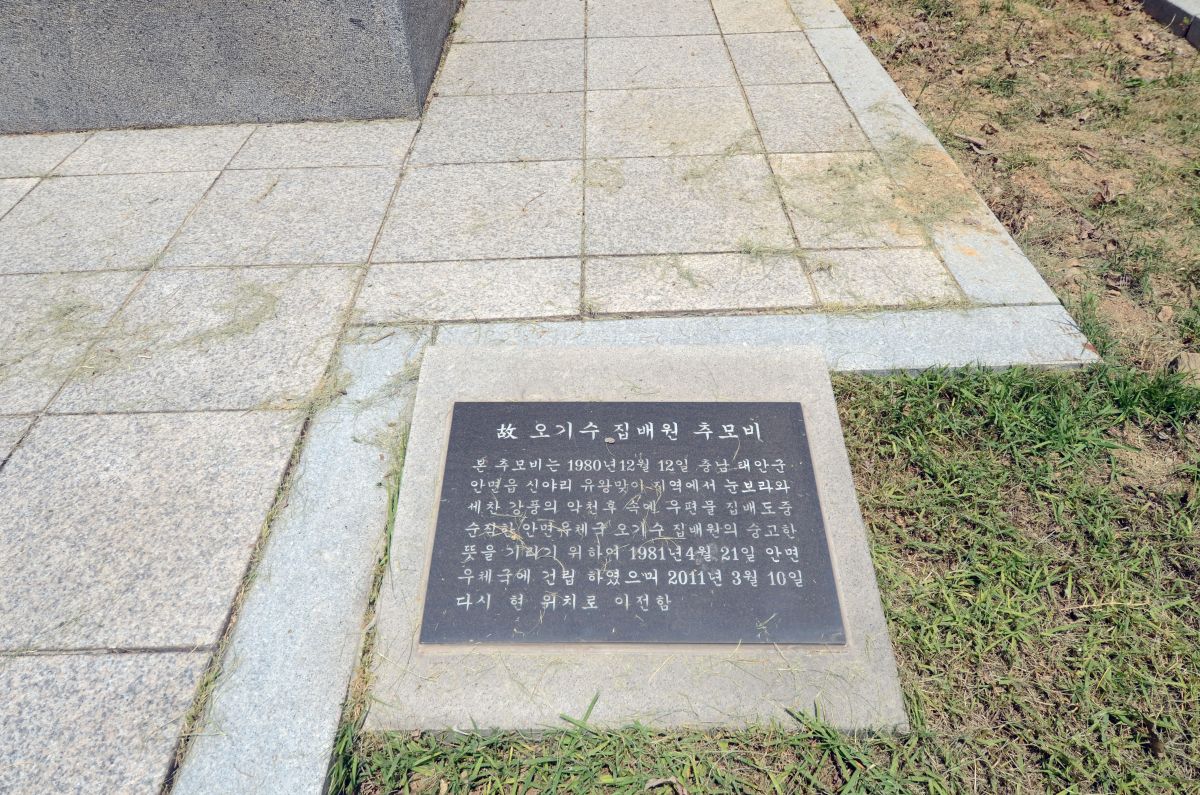 故 오기수 집배원 추모비
본 추모비는 1980년12월 12일 충남 태안군
안면읍 신야리 유왕맞이 지역에서 눈보라와
세찬 강풍의 악천후 속에 우편물 집배도중
순직한 안면우체국 오기수 집배원의 숭고한
뜻을 기리기 위하여 1981년4월 21일 안면
우체국에 건립 하였으며 2011년 3월 10일
다시 현 위치로 이전함